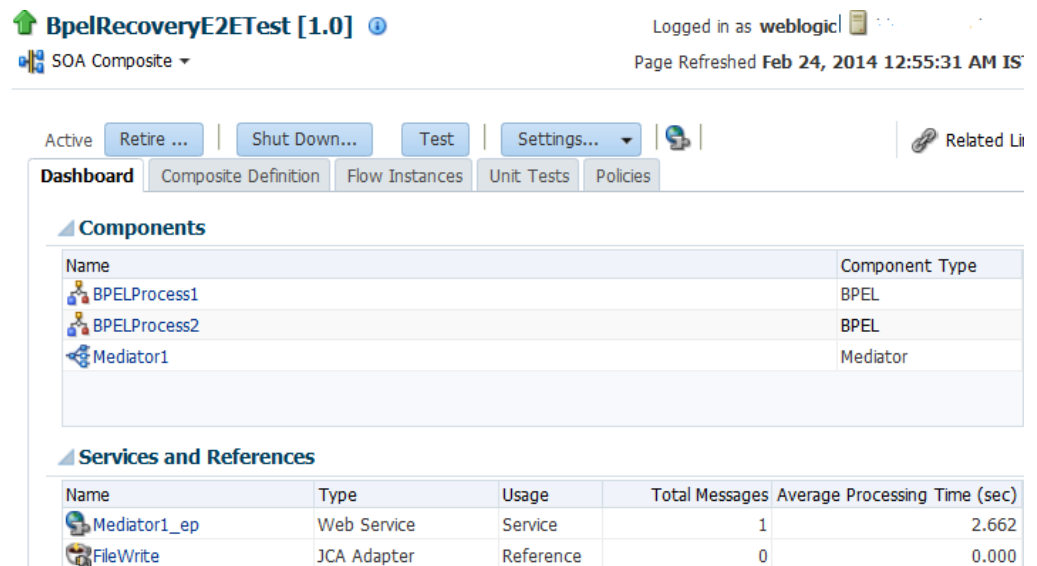 BpelRecoveryE2ETest [1.0] Logged in as weblogic
SOA Composite Page Refreshed Feb 24, 2014 12:55:31 AM IST
Active Retire ... Shut Down... Test Settings... Related Li
Dashboard Composite Definition Flow Instances Unit Tests Policies
Components
Name Component Type
BPELProcess1 BPEL
BPELProcess2 BPEL
Mediator1 Mediator
Services and References
Name Type Usage Total Messages Average Processing Time (sec)
Mediator1_ep Web Service Service 1 2.662
FileWrite JCA Adapter Reference 0 0.000